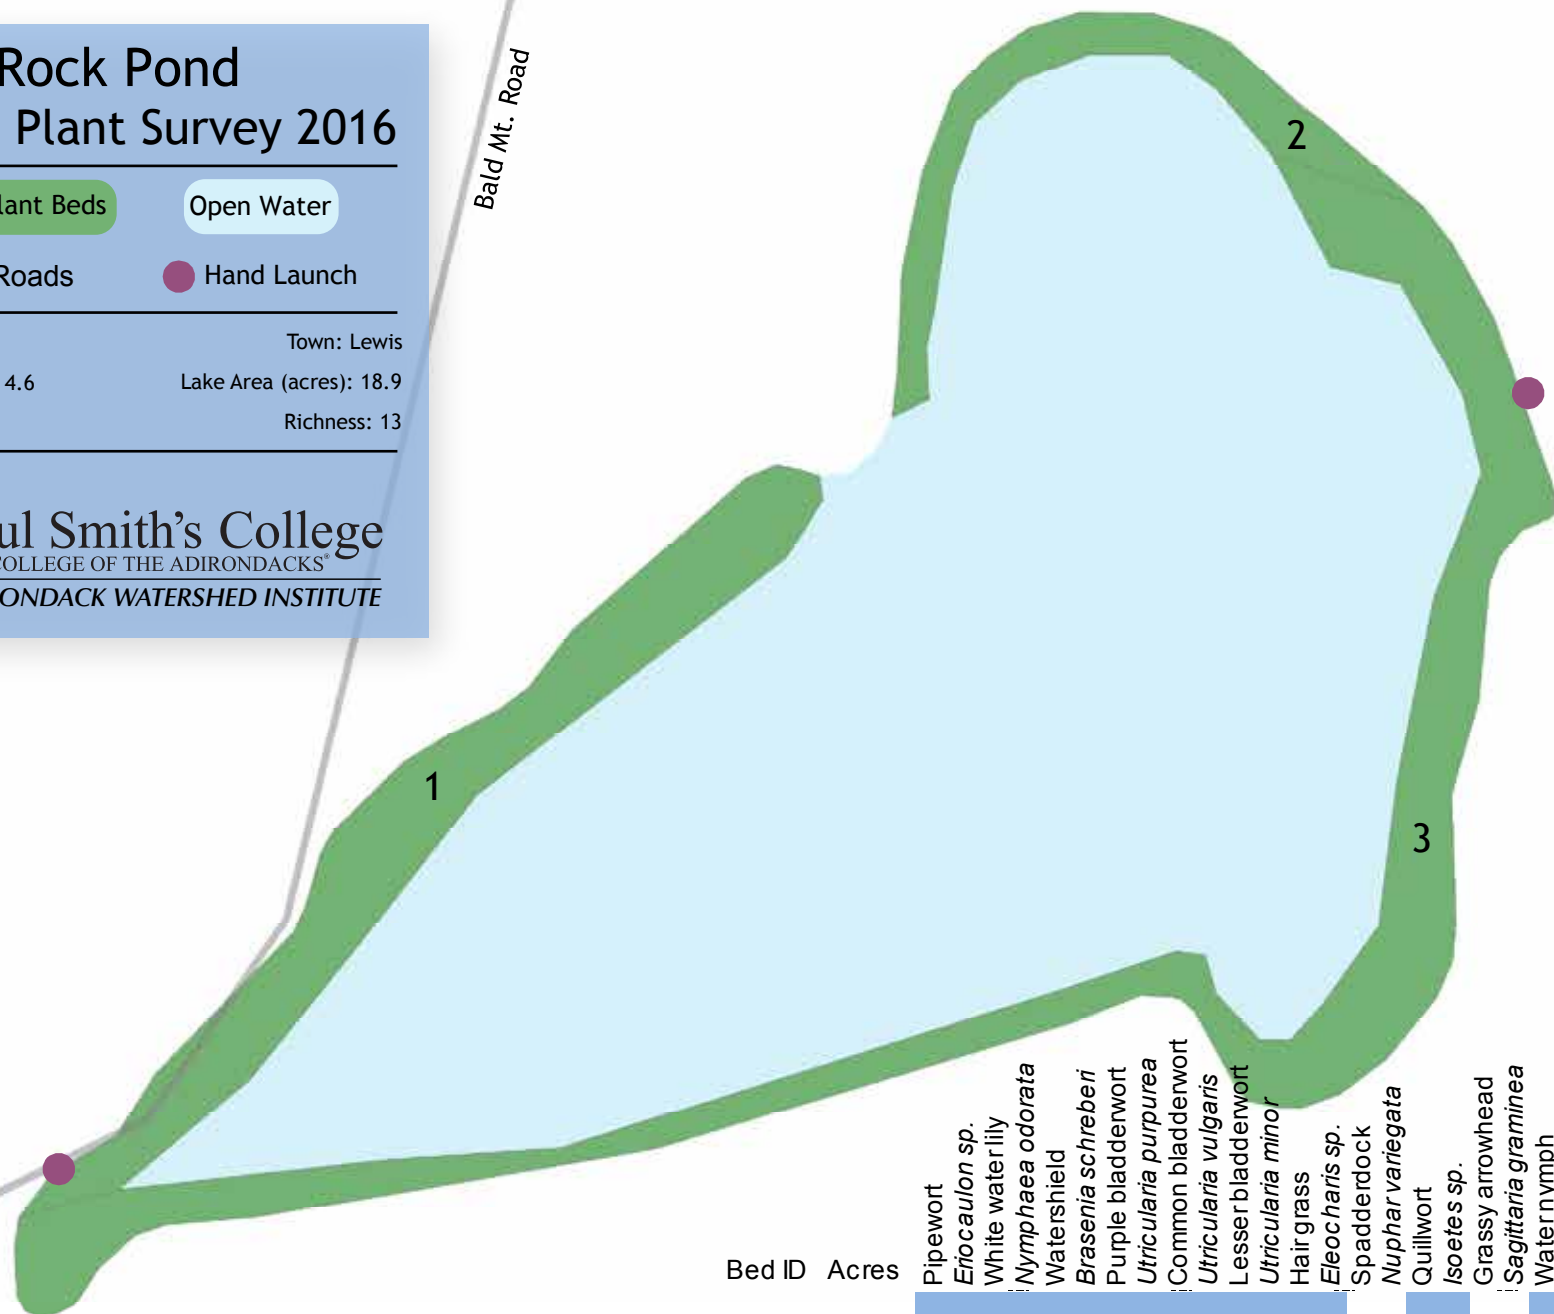 Rock Pond
Plant Survey 2016
lant Beds
Open Water
Roads
Hand Launch
Town: Lewis
4.6
Lake Area (acres): 18.9
Richness: 13
ul Smith's College
COLLEGE OF THE ADIRONDACKS®
ONDACK WATERSHED INSTITUTE
Bald Mt. Road
2
1
3
Bed ID
Acres
Pipewort
Eriocaulon sp.
White water lily
Nymphaea odorata
Watershield
Brasenia schreberi
Purple bladderwort
Utricularia purpurea
Common bladderwort
Utricularia vulgaris
Lesser bladderwort
Utricularia minor
Hair grass
Eleocharis sp.
Spadderdock
Nuphar variegata
Quillwort
Isoetes sp.
Grassy arrowhead
Sagittaria graminea
Water nymph